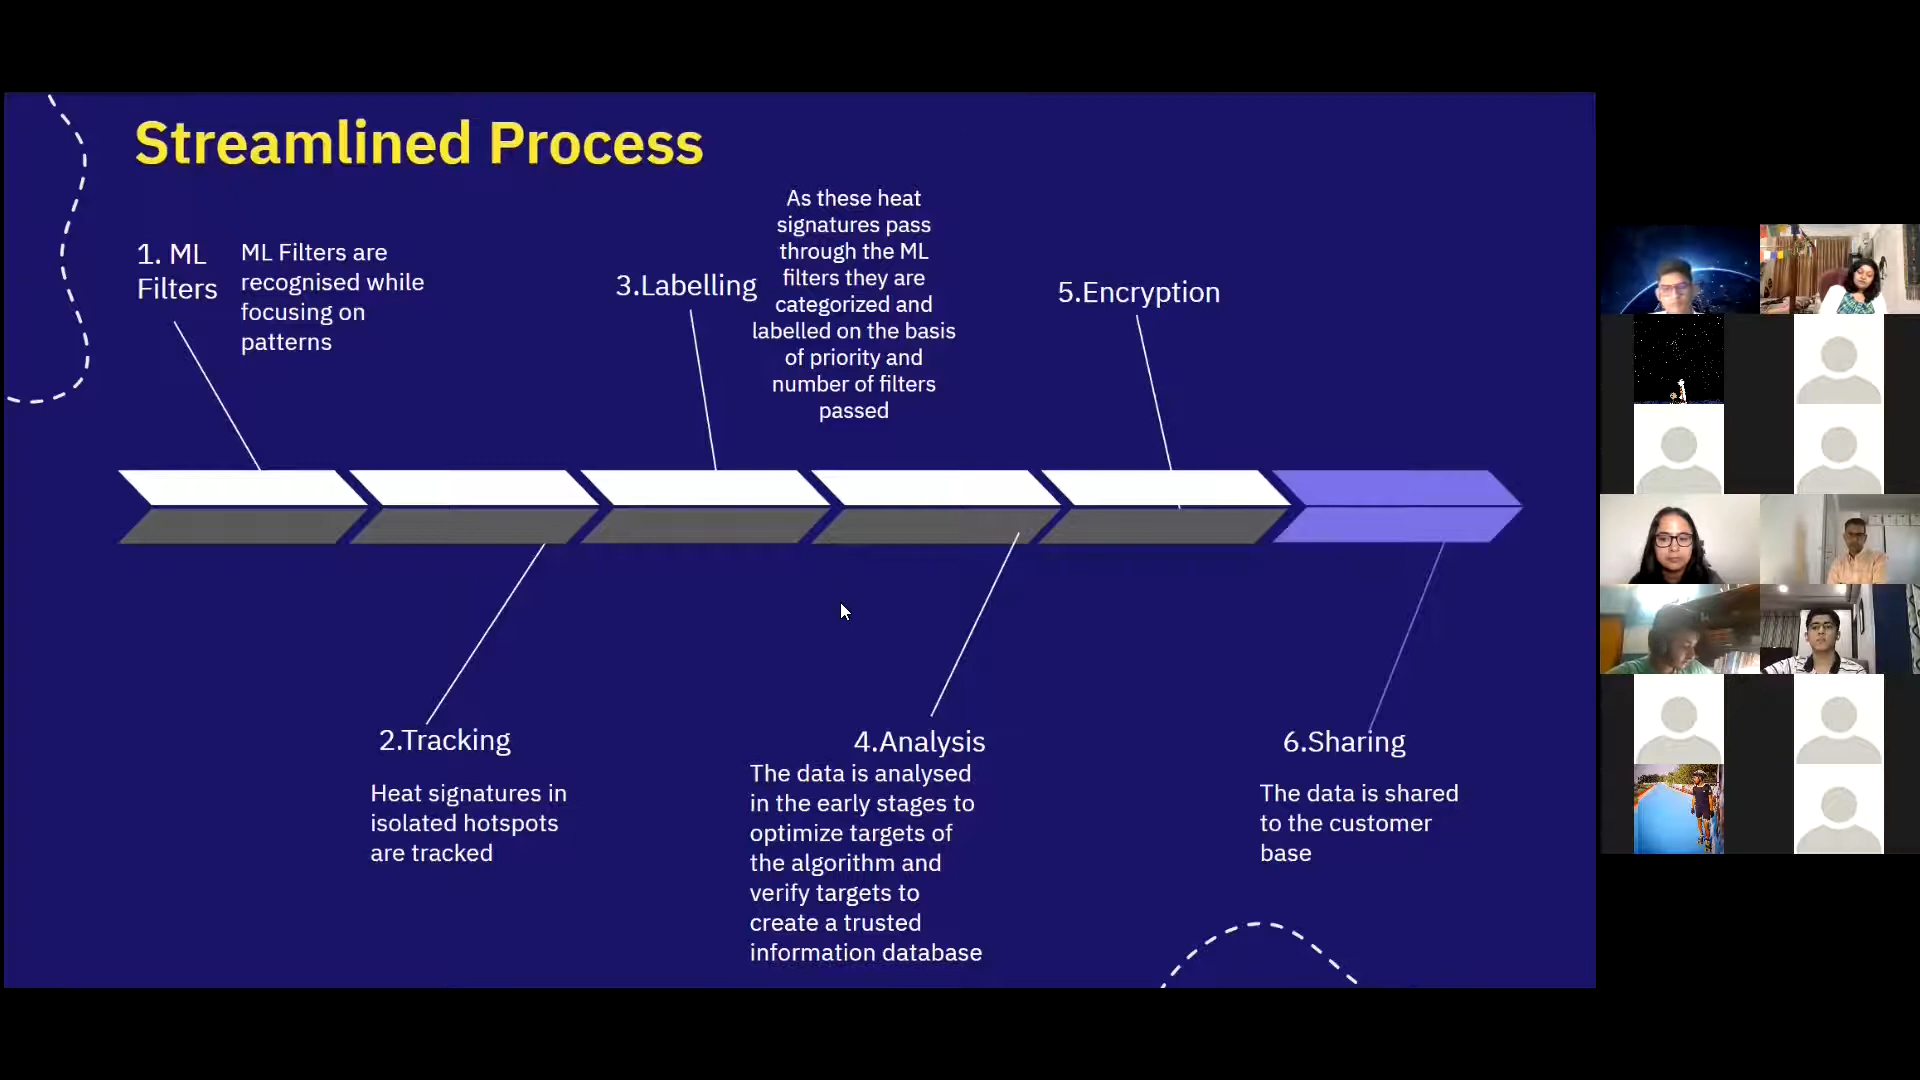 Streamlined Process
1. ML
Filters
ML Filters are
recognised while
focusing on
patterns
3.Labelling
As these heat
signatures pass
through the ML
filters they are
categorized and
labelled on the basis
of priority and
number of filters
passed
5.Encryption
2.Tracking
Heat signatures in
isolated hotspots
are tracked
4.Analysis
The data is analysed
in the early stages to
optimize targets of
the algorithm and
verify targets to
create a trusted
information database
6.Sharing
The data is shared
to the customer
base